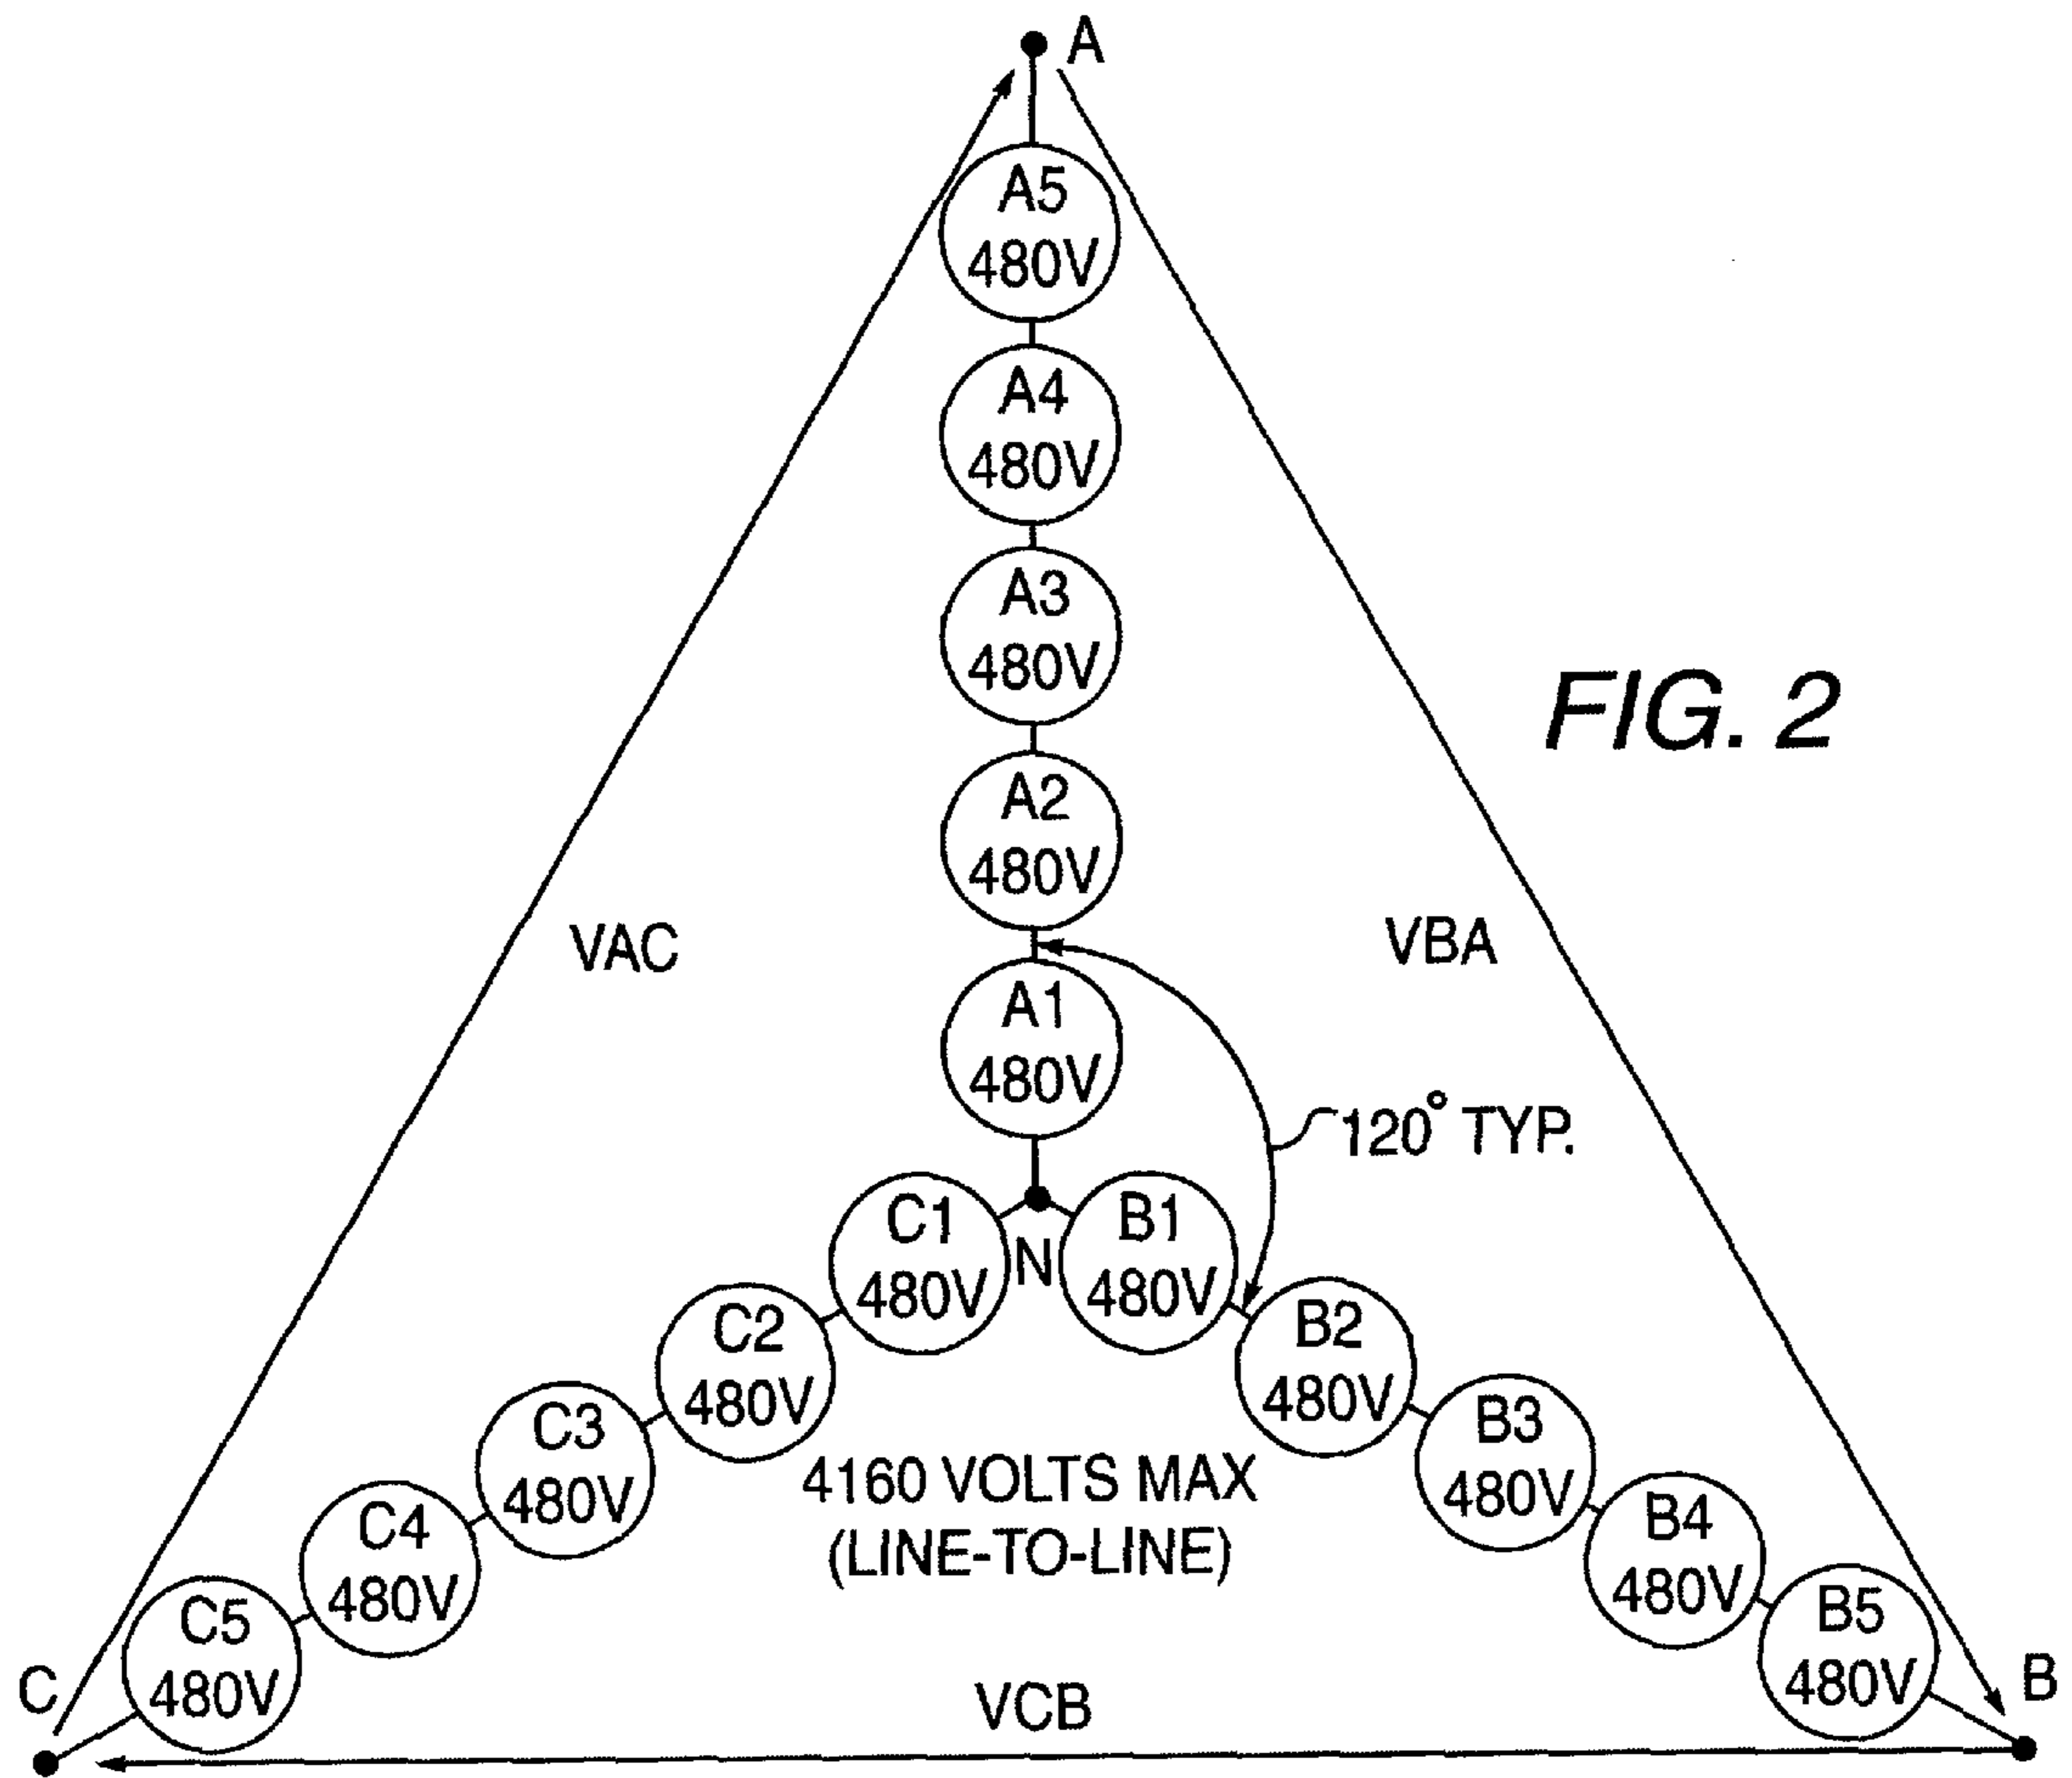 A
A5
480V
A4
480V
A3
480V
FIG. 2
A2
480V
VAC
VBA
A1
480V
120° TYP.
C1
480V
N
B1
480V
C2
480V
B2
480V
C3
480V
B3
480V
4160 VOLTS MAX
(LINE-TO-LINE)
C4
480V
B4
480V
C5
480V
B5
480V
C
VCB
B